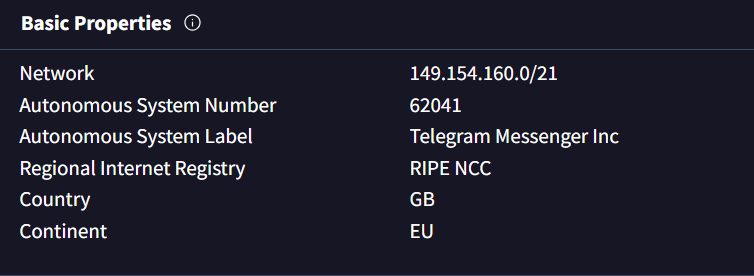 Basic Properties
Network 149.154.160.0/21
Autonomous System Number 62041
Autonomous System Label Telegram Messenger Inc
Regional Internet Registry RIPE NCC
Country GB
Continent EU